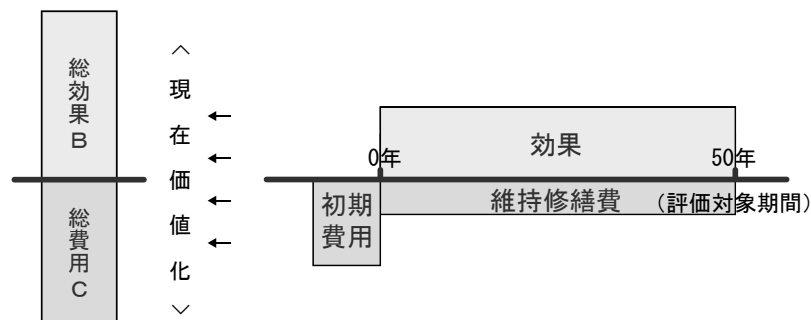 総効果B
総費用C
〈現在価値化〉
0年
効果
50年
初期
費用
維持修繕費
(評価対象期間)